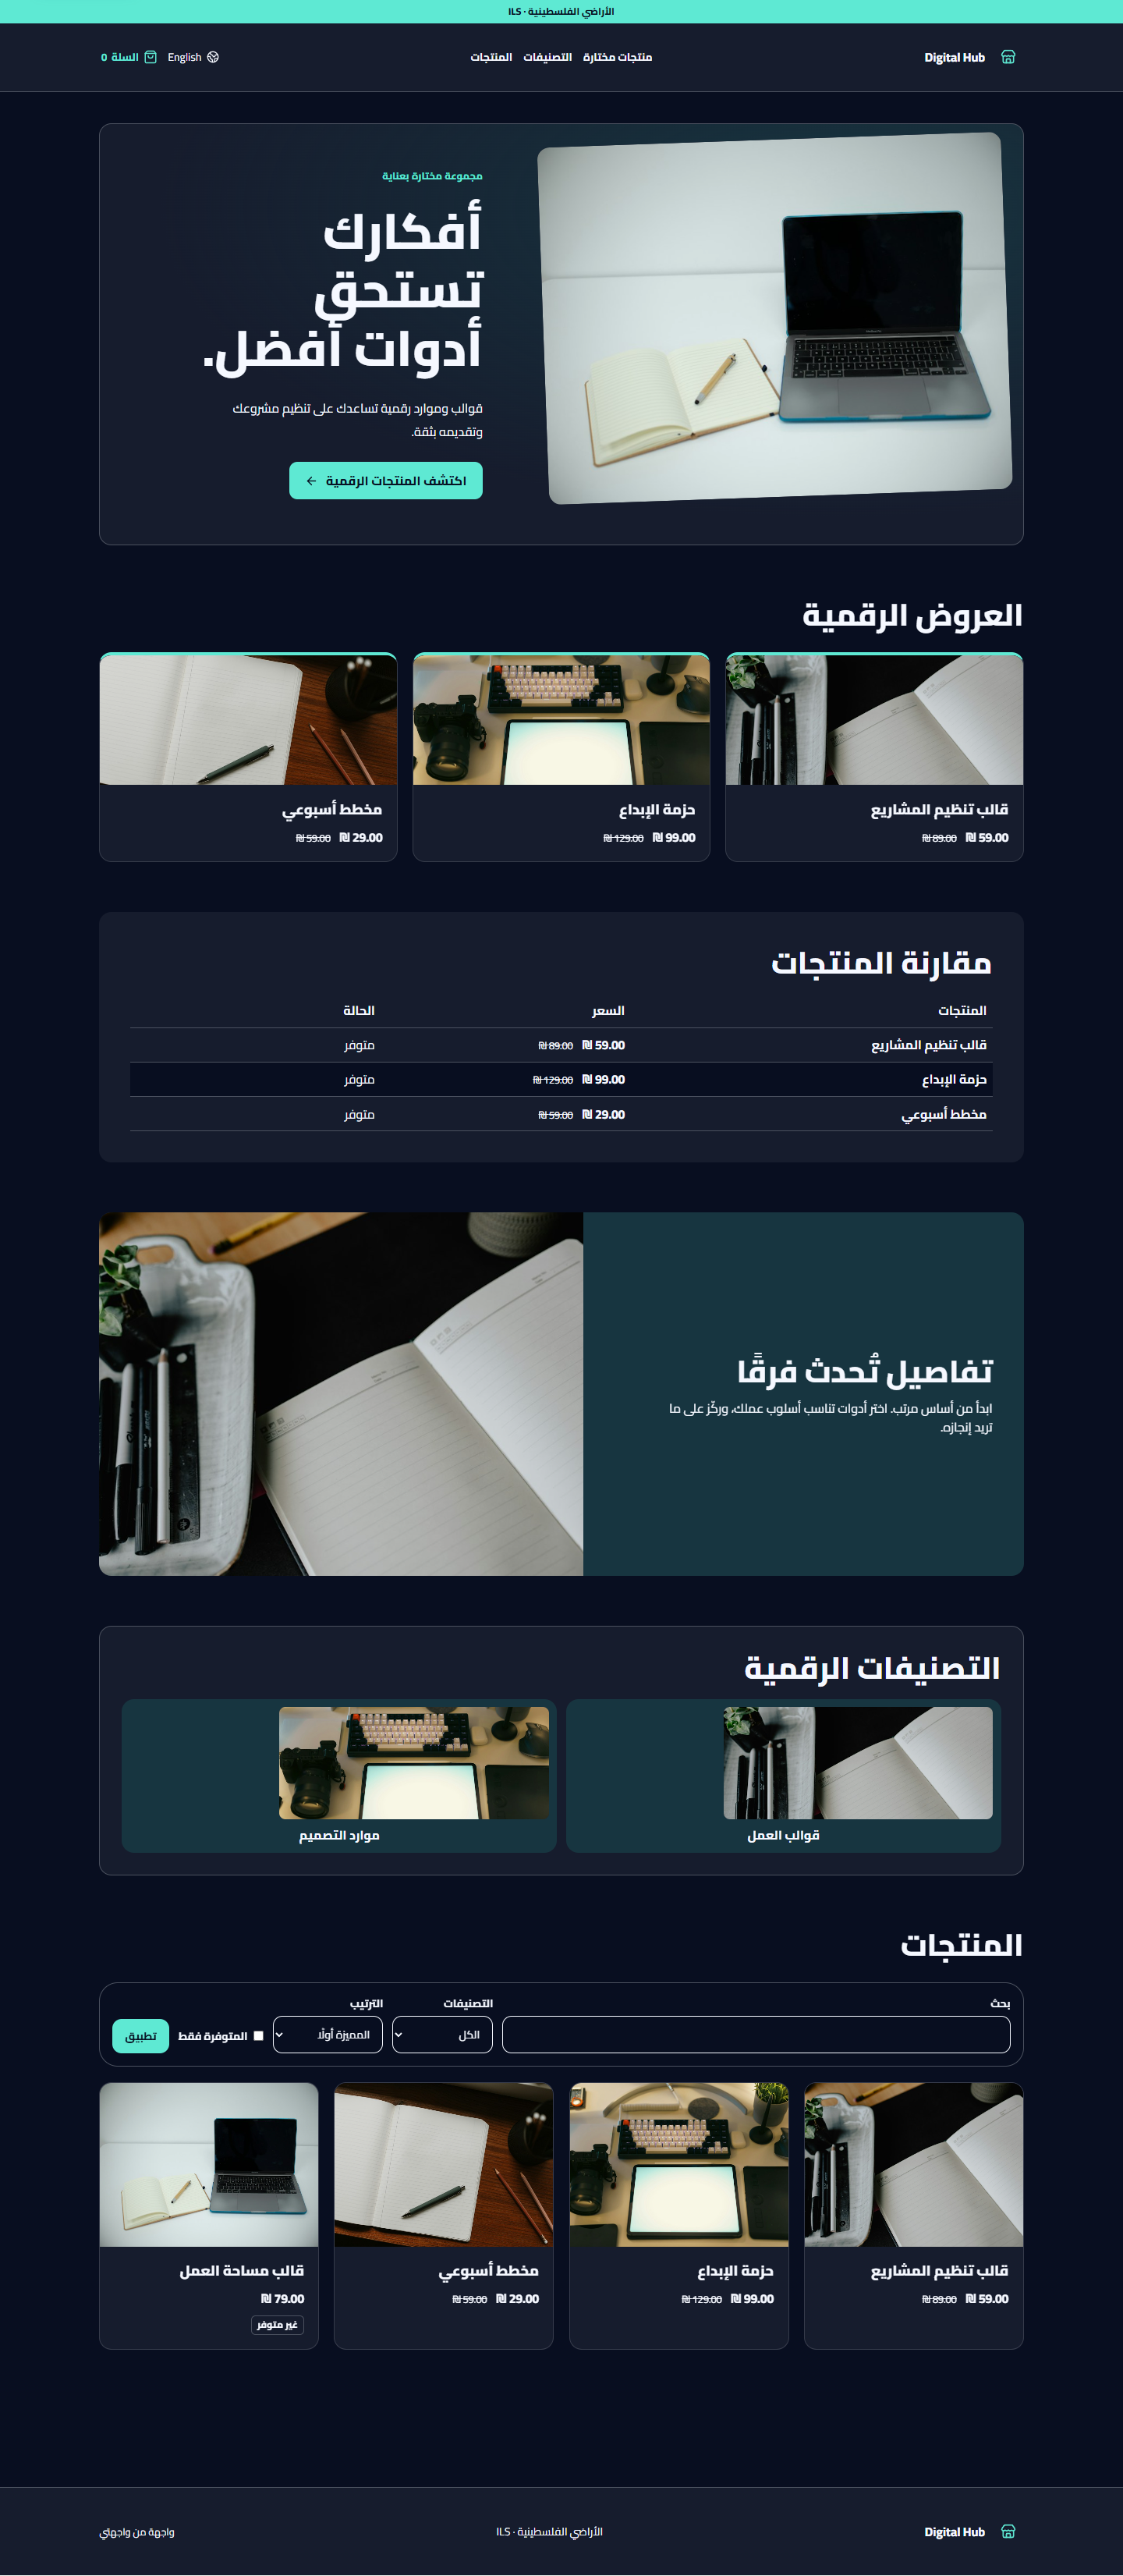 الأراضي الفلسطينية · ILS
Digital Hub
منتجات مختارة التصنيفات المنتجات
English
السلة 0
مجموعة مختارة بعناية
أفكارك
تستحق
أدوات أفضل.
قوالب وموارد رقمية تساعدك على تنظيم مشروعك
وتقديمه بثقة.
اكتشف المنتجات الرقمية ←
العروض الرقمية
قالب تنظيم المشاريع
59.00 ₪ 89.00 ₪
حزمة الإبداع
99.00 ₪ 129.00 ₪
مخطط أسبوعي
29.00 ₪ 59.00 ₪
مقارنة المنتجات
المنتجات السعر الحالة
قالب تنظيم المشاريع 59.00 ₪ 89.00 ₪ متوفر
حزمة الإبداع 99.00 ₪ 129.00 ₪ متوفر
مخطط أسبوعي 29.00 ₪ 59.00 ₪ متوفر
تفاصيل تُحدث فرقًا
ابدأ من أساس مرتب. اختر أدوات تناسب أسلوب عملك، وركّز على ما
تريد إنجازه.
التصنيفات الرقمية
قوالب العمل
موارد التصميم
المنتجات
بحث
التصنيفات
الكل
الترتيب
المميزة أولًا
المتوفرة فقط
تطبيق
قالب تنظيم المشاريع
59.00 ₪ 89.00 ₪
حزمة الإبداع
99.00 ₪ 129.00 ₪
مخطط أسبوعي
29.00 ₪ 59.00 ₪
قالب مساحة العمل
79.00 ₪
غير متوفر
Digital Hub
الأراضي الفلسطينية · ILS
واجهة من واجهتي